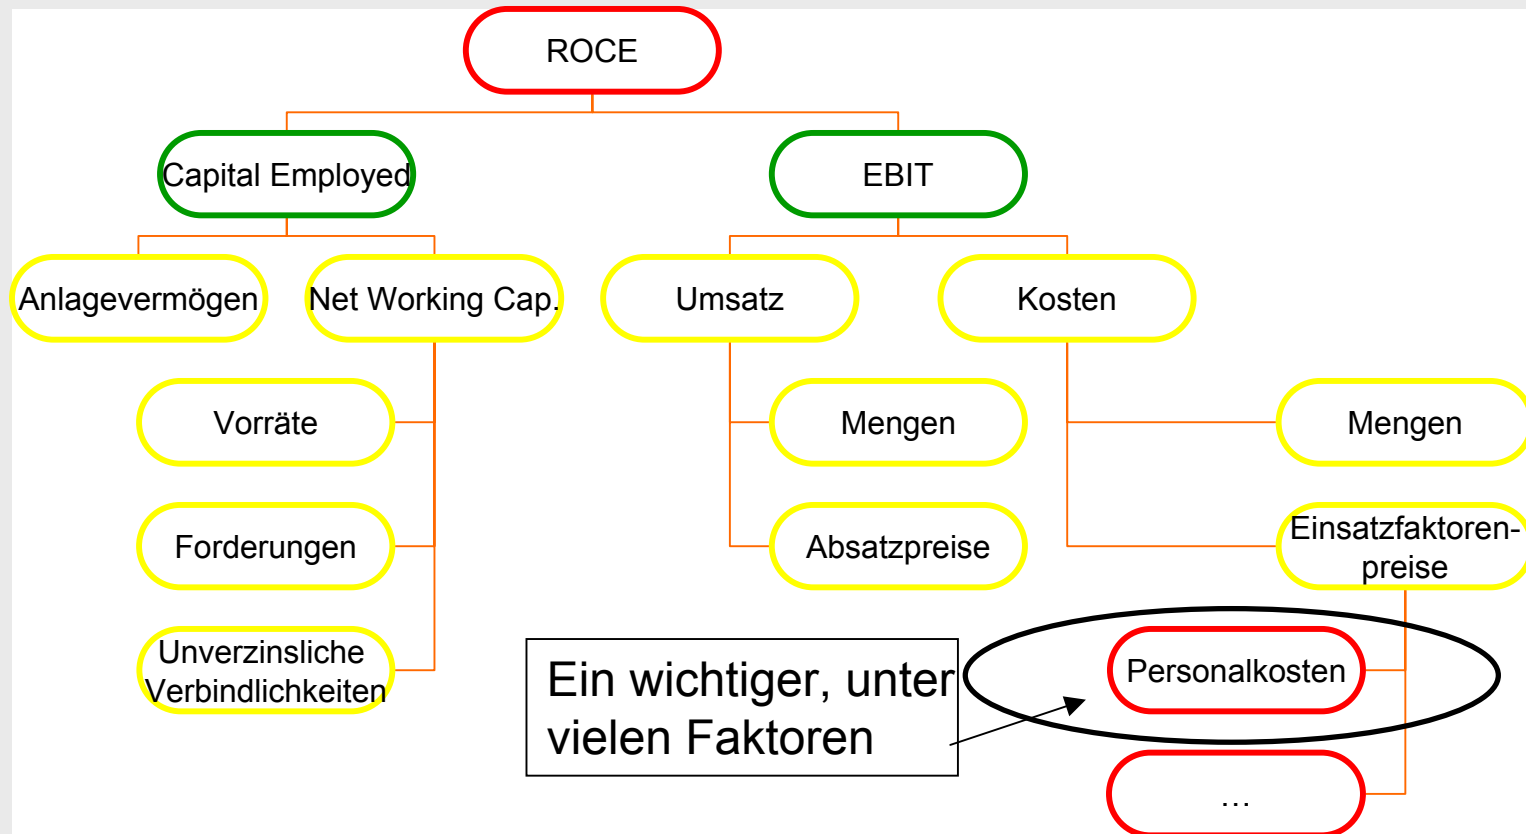 ROCE
Capital Employed
EBIT
Anlagevermögen
Net Working Cap.
Umsatz
Kosten
Vorräte
Mengen
Mengen
Forderungen
Absatzpreise
Einsatzfaktoren-
preise
Unverzinsliche
Verbindlichkeiten
Ein wichtiger, unter
vielen Faktoren
Personalkosten
...